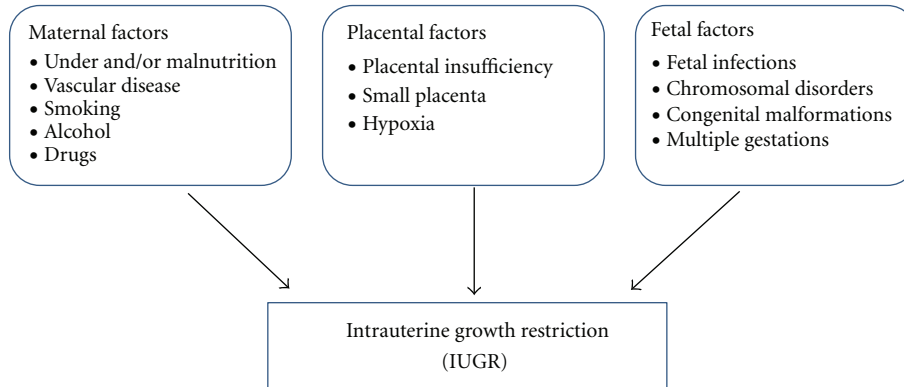 Maternal factors
• Under and/or malnutrition
• Vascular disease
• Smoking
• Alcohol
• Drugs
Placental factors
• Placental insufficiency
• Small placenta
• Hypoxia
Fetal factors
• Fetal infections
• Chromosomal disorders
• Congenital malformations
• Multiple gestations
Intrauterine growth restriction
(IUGR)